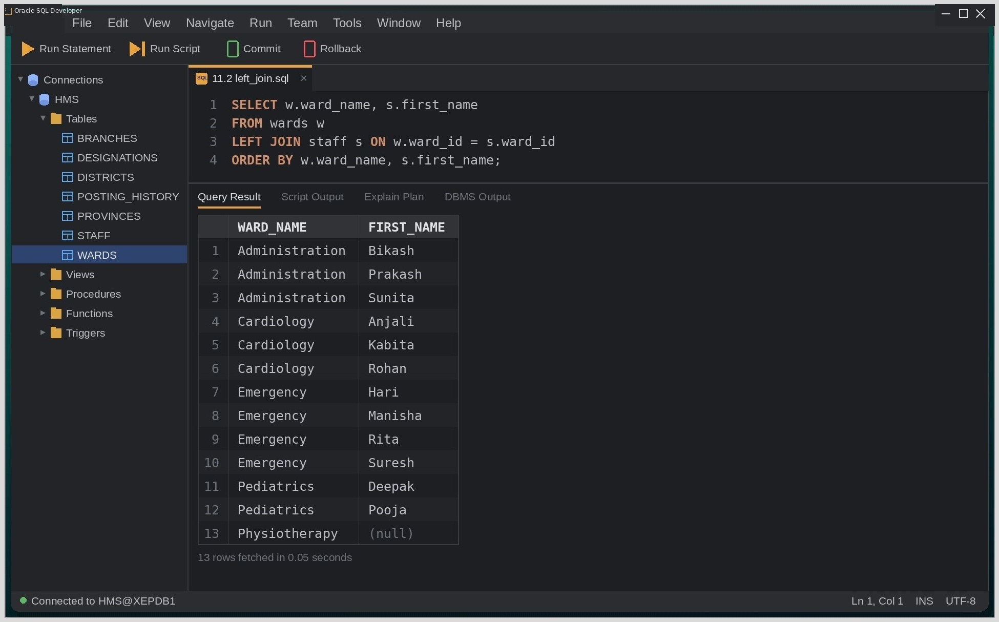 Oracle SQL Developer
File Edit View Navigate Run Team Tools Window Help
Run Statement Run Script Commit Rollback
Connections
HMS
Tables
BRANCHES
DESIGNATIONS
DISTRICTS
POSTING_HISTORY
PROVINCES
STAFF
WARDS
Views
Procedures
Functions
Triggers
SQL 11.2 left_join.sql ×
1 SELECT w.ward_name, s.first_name
2 FROM wards w
3 LEFT JOIN staff s ON w.ward_id = s.ward_id
4 ORDER BY w.ward_name, s.first_name;
Query Result Script Output Explain Plan DBMS Output
WARD_NAME FIRST_NAME
1 Administration Bikash
2 Administration Prakash
3 Administration Sunita
4 Cardiology Anjali
5 Cardiology Kabita
6 Cardiology Rohan
7 Emergency Hari
8 Emergency Manisha
9 Emergency Rita
10 Emergency Suresh
11 Pediatrics Deepak
12 Pediatrics Pooja
13 Physiotherapy (null)
13 rows fetched in 0.05 seconds
Connected to HMS@XEPDB1
Ln 1, Col 1 INS UTF-8